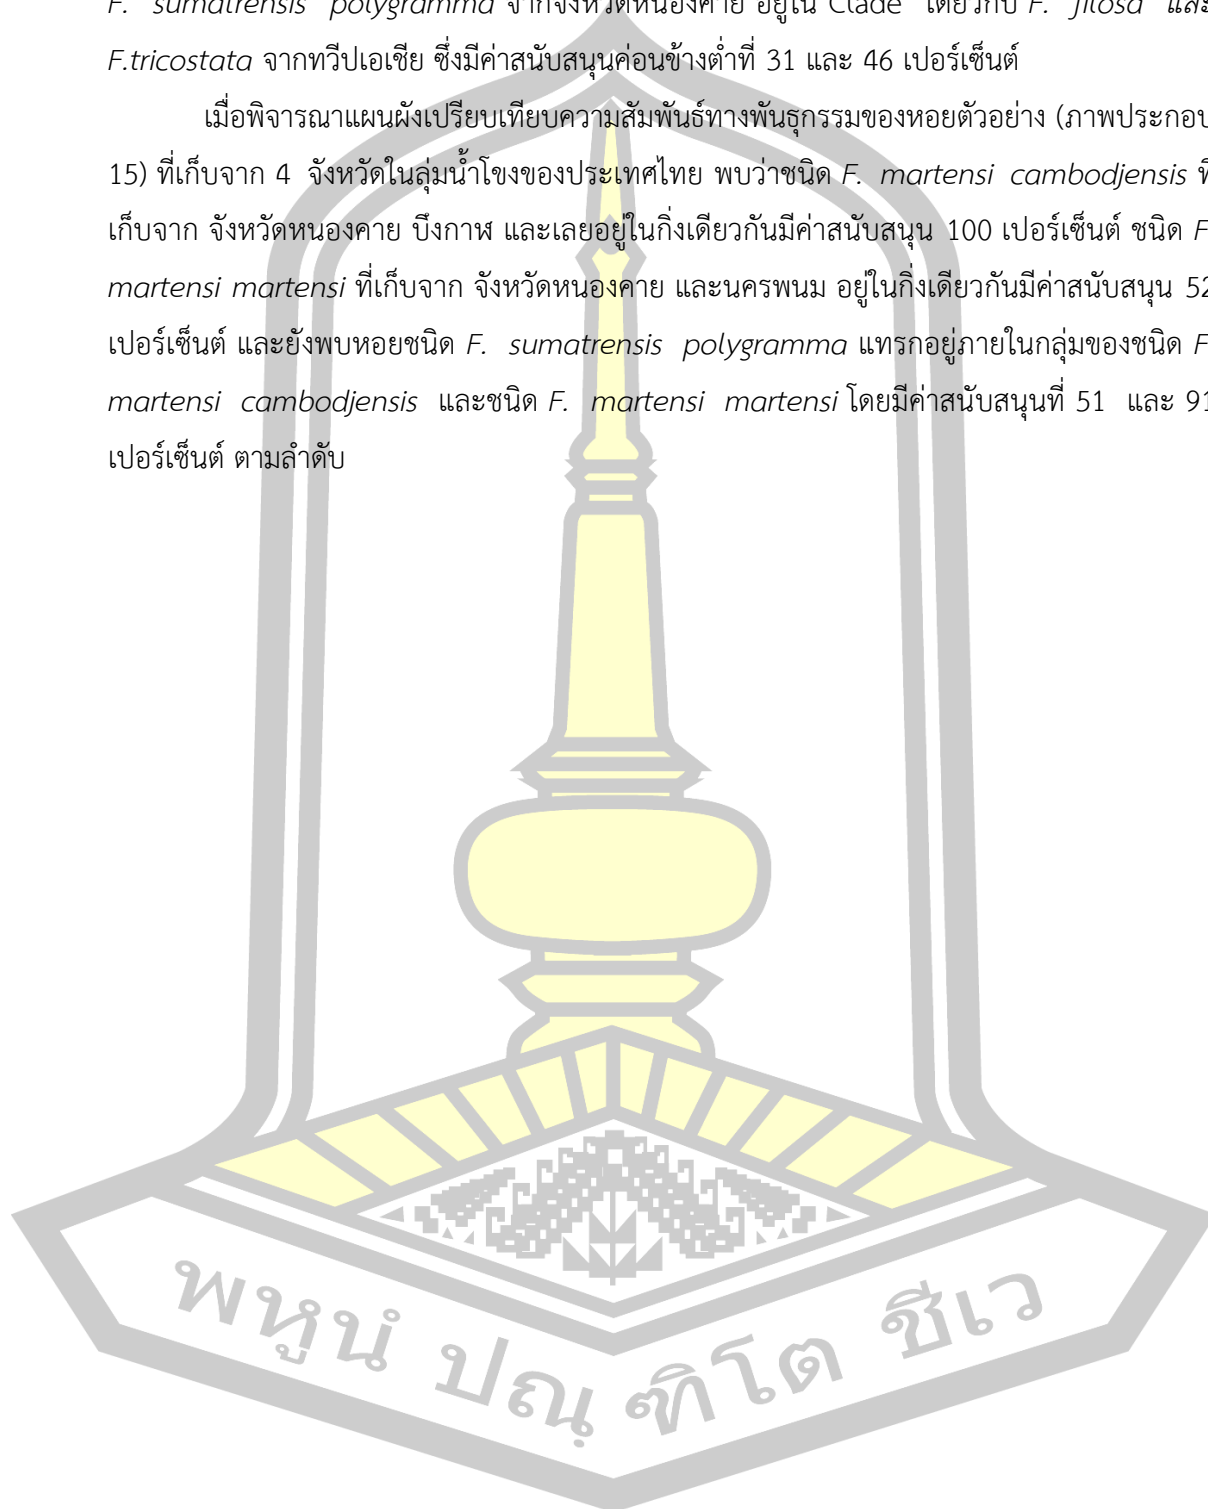 F. sumatrensis polygramma จากจังหวัดหนองคาย อยู่ใน Clade เดียวกับ F. filosa และ
F.tricostata จากทวีปเอเชีย ซึ่งมีค่าสนับสนุนค่อนข้างต่ำที่ 31 และ 46 เปอร์เซ็นต์
เมื่อพิจารณาแผนผังเปรียบเทียบความสัมพันธ์ทางพันธุกรรมของหอยตัวอย่าง (ภาพประกอบ
15) ที่เก็บจาก 4 จังหวัดในลุ่มน้ำโขงของประเทศไทย พบว่าชนิด F. martensi cambodjensis ที่
เก็บจาก จังหวัดหนองคาย บึงกาฬ และเลยอยู่ในกิ่งเดียวกันมีค่าสนับสนุน 100 เปอร์เซ็นต์ ชนิด F.
martensi martensi ที่เก็บจาก จังหวัดหนองคาย และนครพนม อยู่ในกิ่งเดียวกันมีค่าสนับสนุน 52
เปอร์เซ็นต์ และยังพบหอยชนิด F. sumatrensis polygramma แทรกอยู่ภายในกลุ่มของชนิด F.
martensi cambodjensis และชนิด F. martensi martensi โดยมีค่าสนับสนุนที่ 51 และ 91
เปอร์เซ็นต์ ตามลำดับ
พหูนํ ปณฺฑิโต ชีเว